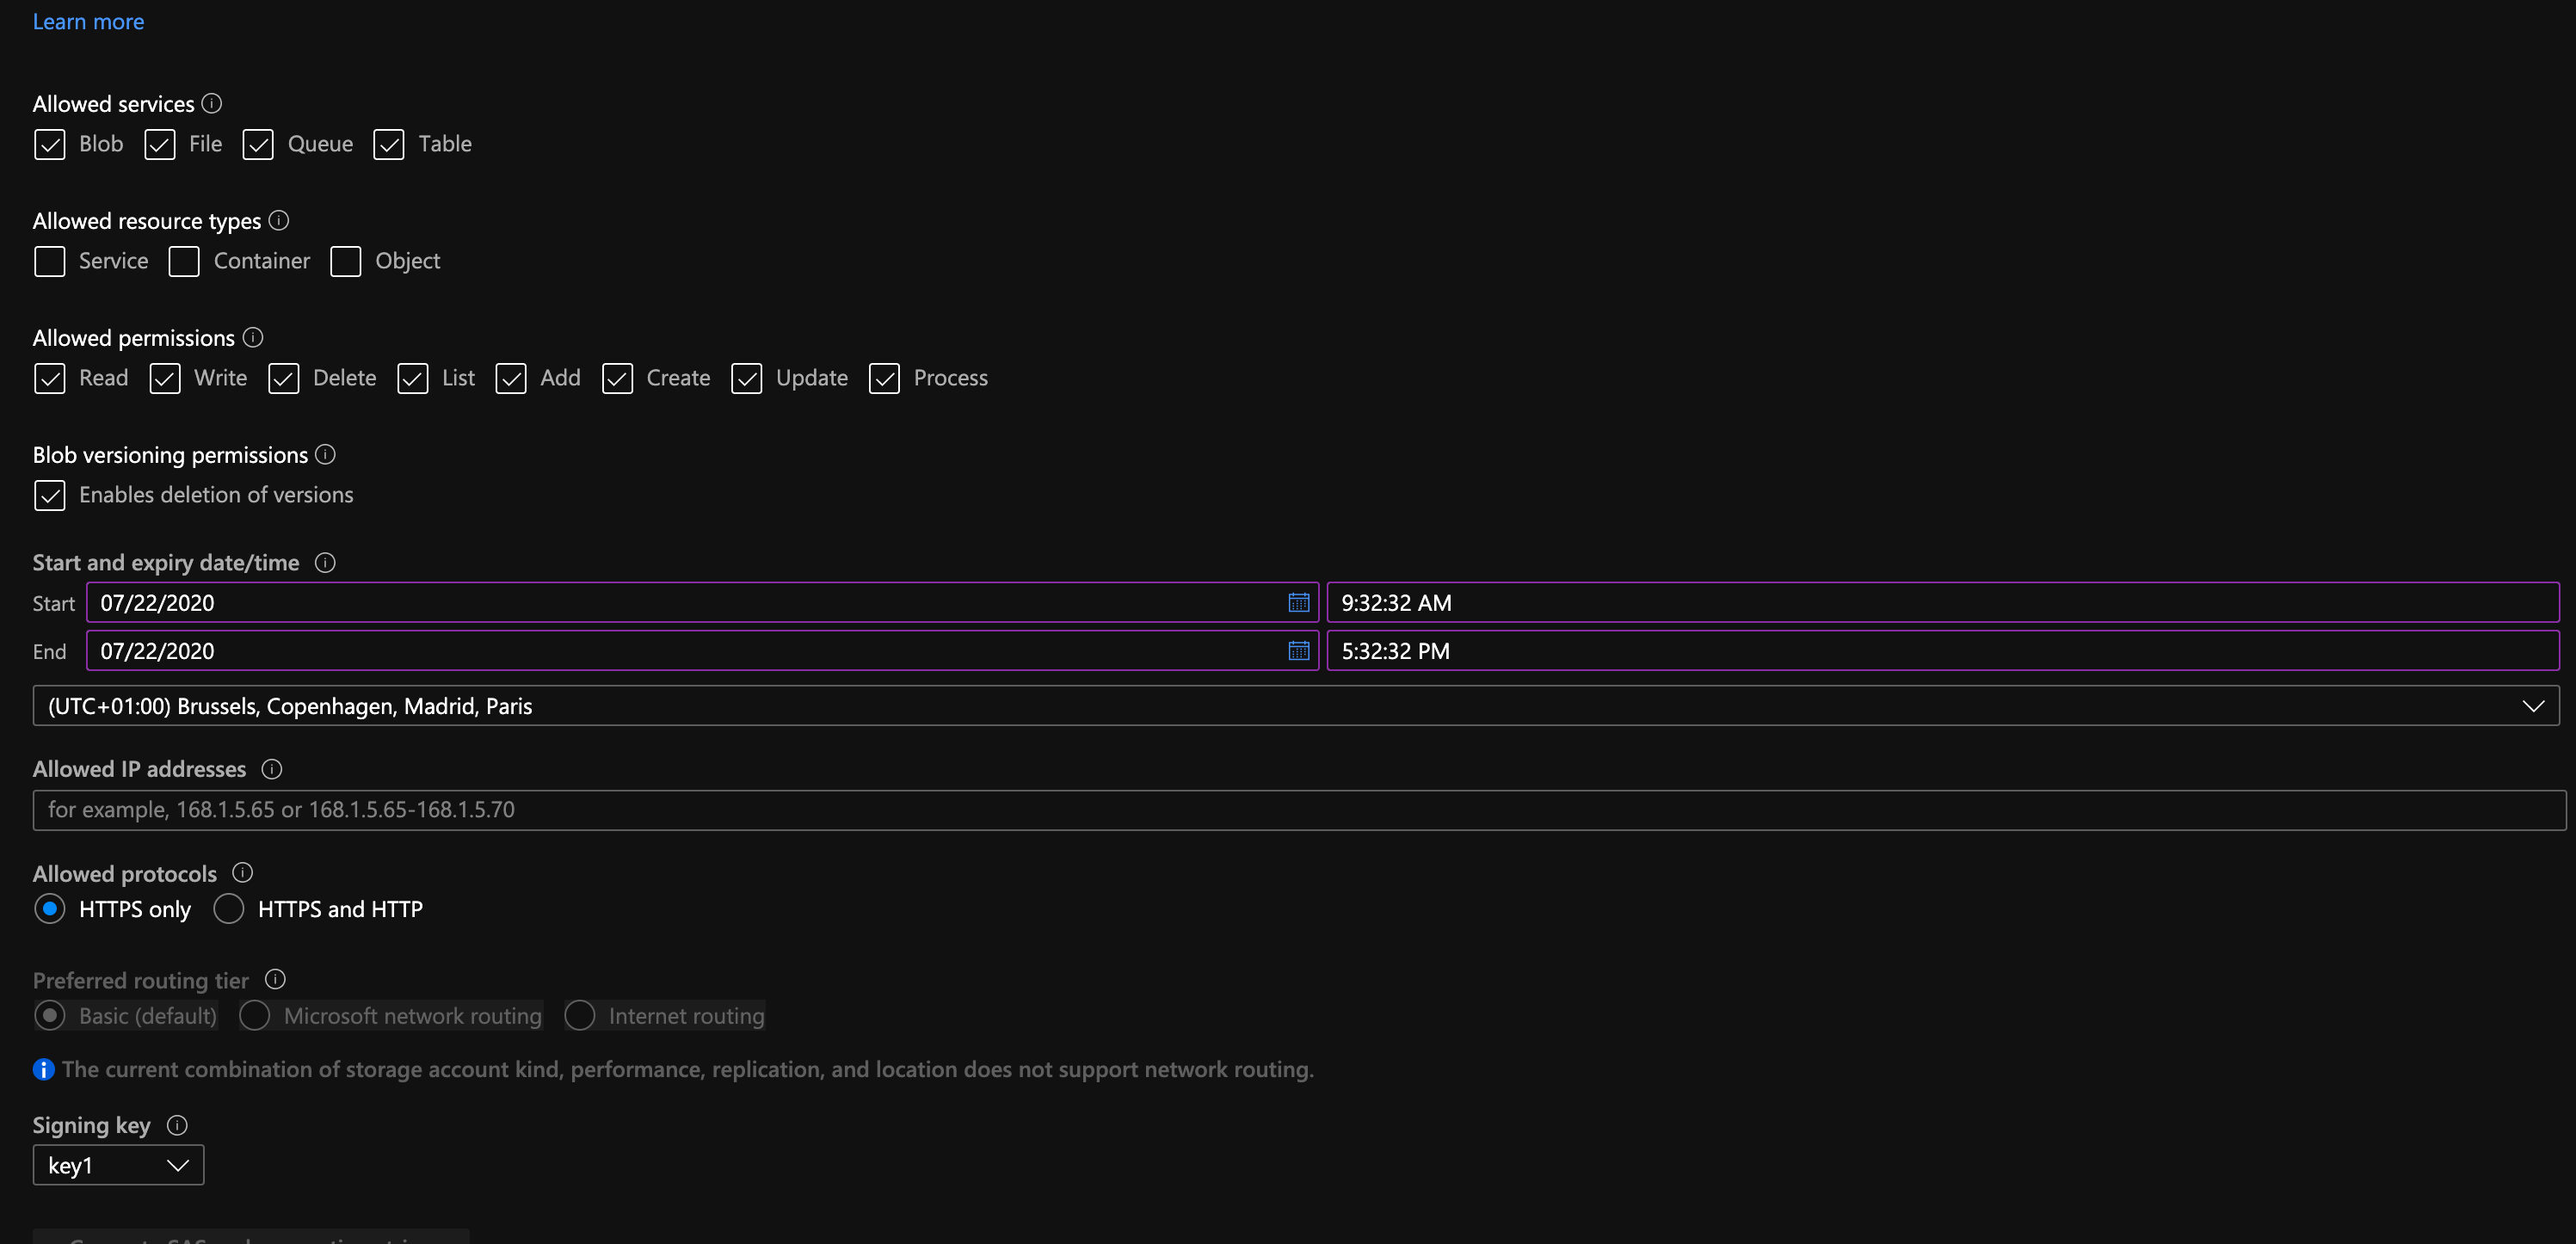 Learn more
Allowed services
Blob File Queue Table
Allowed resource types
Service Container Object
Allowed permissions
Read Write Delete List Add Create Update Process
Blob versioning permissions
Enables deletion of versions
Start and expiry date/time
Start 07/22/2020 9:32:32 AM
End 07/22/2020 5:32:32 PM
(UTC+01:00) Brussels, Copenhagen, Madrid, Paris
Allowed IP addresses
for example, 168.1.5.65 or 168.1.5.65-168.1.5.70
Allowed protocols
HTTPS only HTTPS and HTTP
Preferred routing tier
Basic (default) Microsoft network routing Internet routing
The current combination of storage account kind, performance, replication, and location does not support network routing.
Signing key
key1